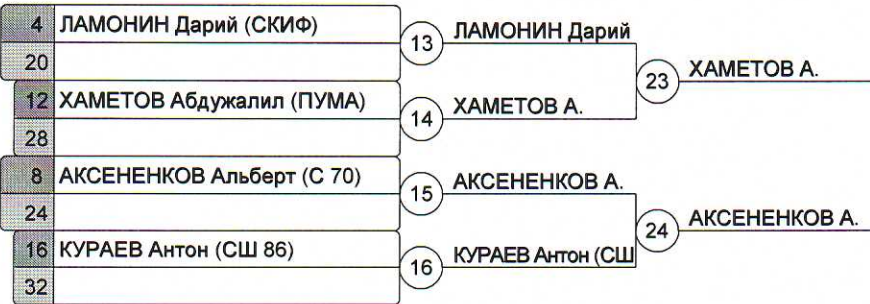 4 ЛАМОНИН Дарий (СКИФ)
20
12 ХАМЕТОВ Абдужалил (ПУМА)
28
8 АКСЕНЕНКОВ Альберт (С 70)
24
16 КУРАЕВ Антон (СШ 86)
32
13 ЛАМОНИН Дарий
14 ХАМЕТОВ А.
15 АКСЕНЕНКОВ А.
16 КУРАЕВ Антон (СШ
23 ХАМЕТОВ А.
24 АКСЕНЕНКОВ А.